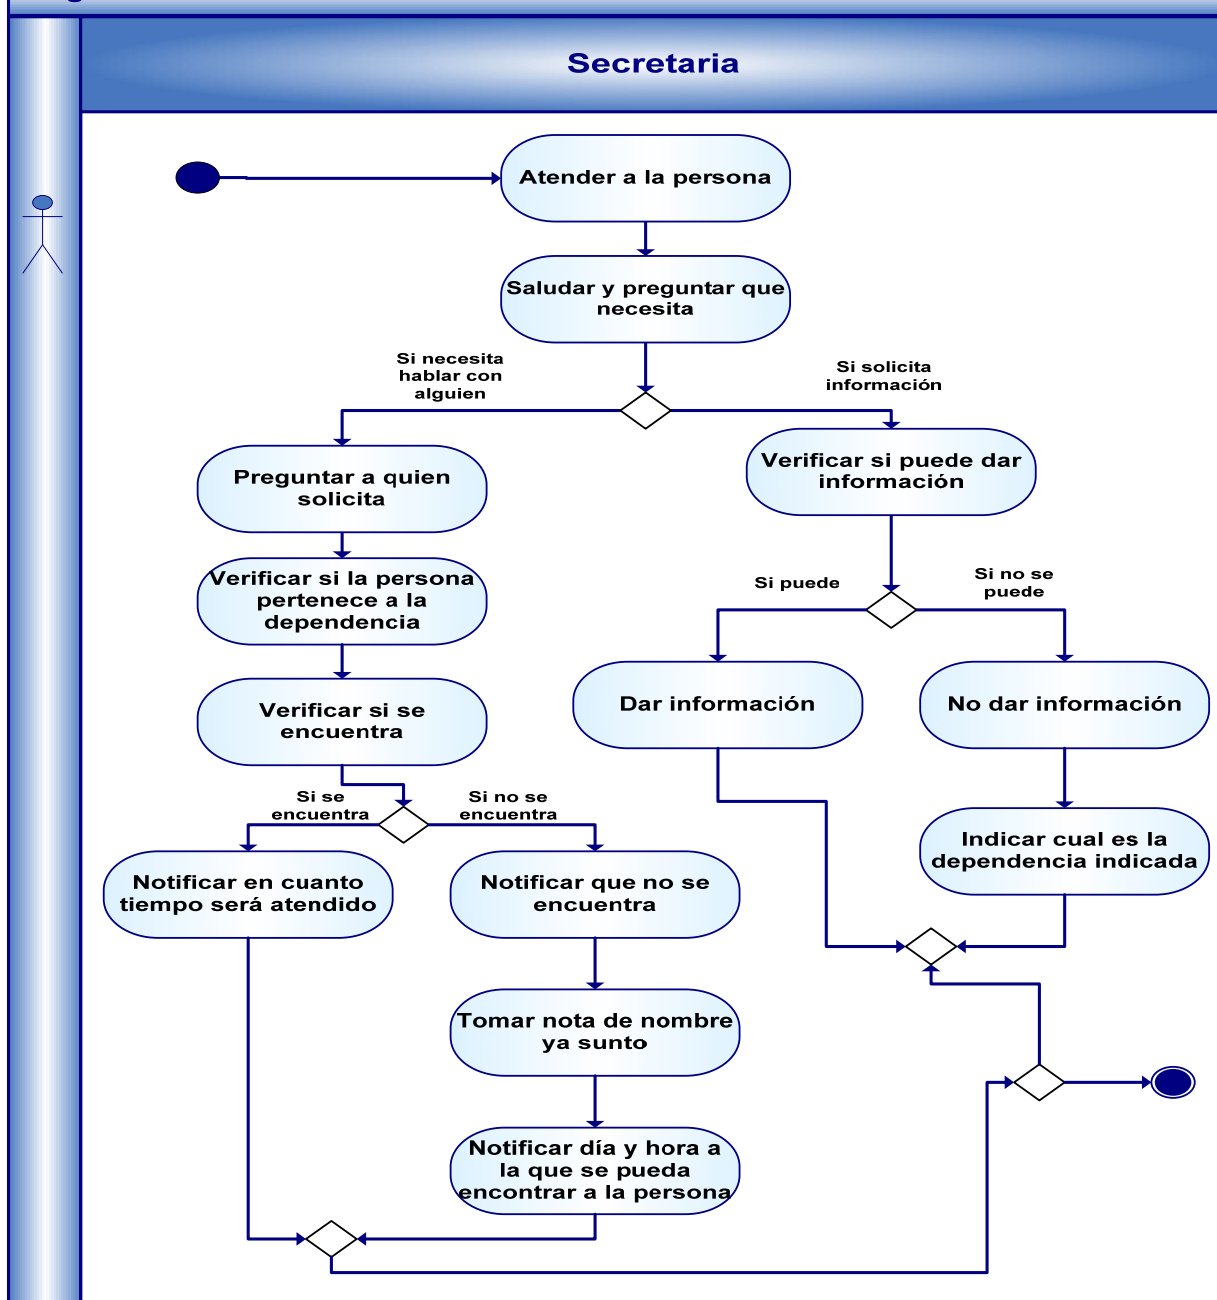 Secretaria
Atender a la persona
Saludar y preguntar que
necesita
Si necesita
hablar con
alguien
Si solicita
información
Preguntar a quien
solicita
Verificar si puede dar
información
Verificar si la persona
pertenece a la
dependencia
Si puede
Si no se
puede
Verificar si se
encuentra
Dar información
No dar información
Si se
encuentra
Si no se
encuentra
Indicar cual es la
dependencia indicada
Notificar en cuanto
tiempo será atendido
Notificar que no se
encuentra
Tomar nota de nombre
ya sunto
Notificar día y hora a
la que se pueda
encontrar a la persona